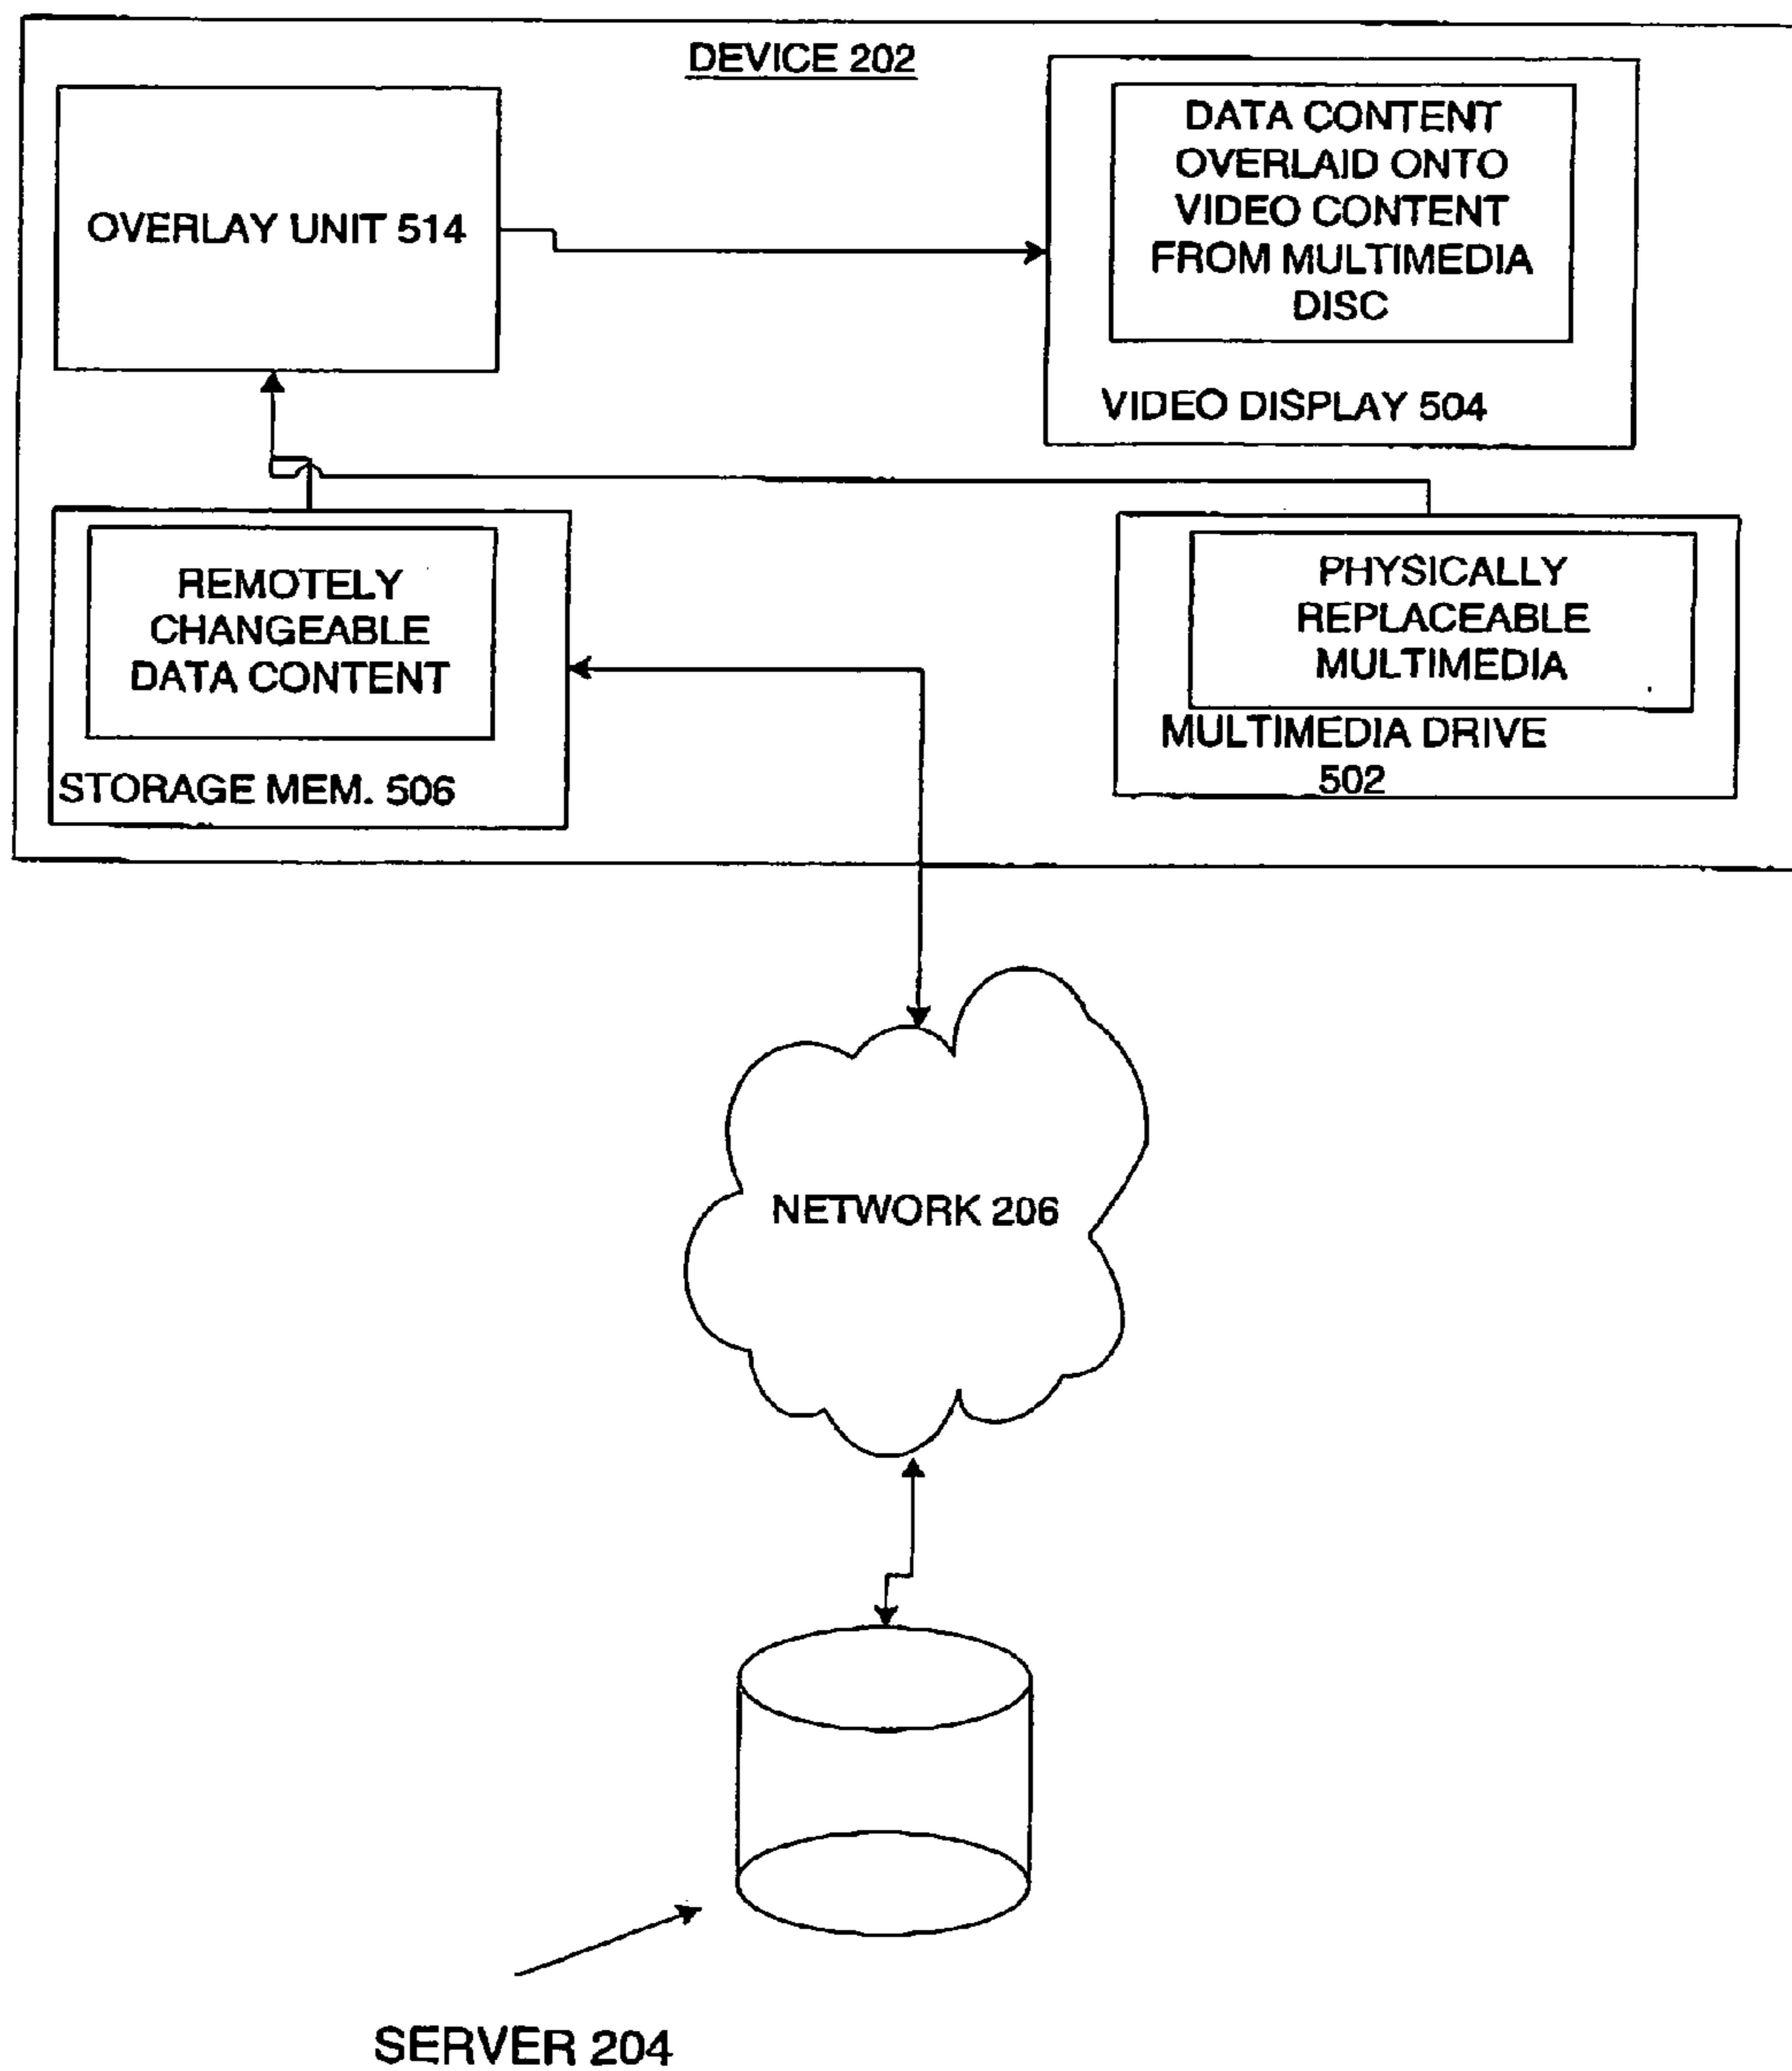 DEVICE 202
OVERLAY UNIT 514
DATA CONTENT
OVERLAID ONTO
VIDEO CONTENT
FROM MULTIMEDIA
DISC
VIDEO DISPLAY 504
REMOTELY
CHANGEABLE
DATA CONTENT
STORAGE MEM. 506
PHYSICALLY
REPLACEABLE
MULTIMEDIA
MULTIMEDIA DRIVE
502
NETWORK 206
SERVER 204